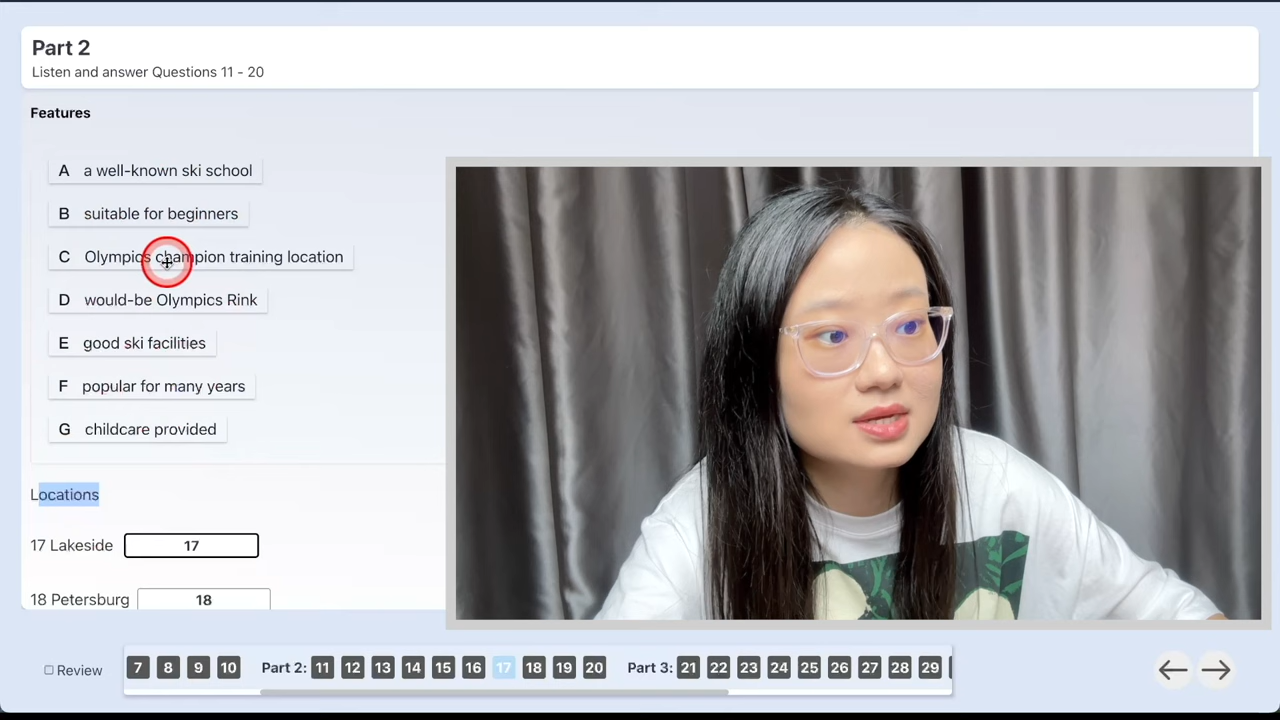 Part 2
Listen and answer Questions 11 - 20
Features
A a well-known ski school
B suitable for beginners
C Olympics champion training location
D would-be Olympics Rink
E good ski facilities
F popular for many years
G childcare provided
Locations
17 Lakeside 17
18 Petersburg 18
Review 7 8 9 10 Part 2: 11 12 13 14 15 16 17 18 19 20 Part 3: 21 22 23 24 25 26 27 28 29